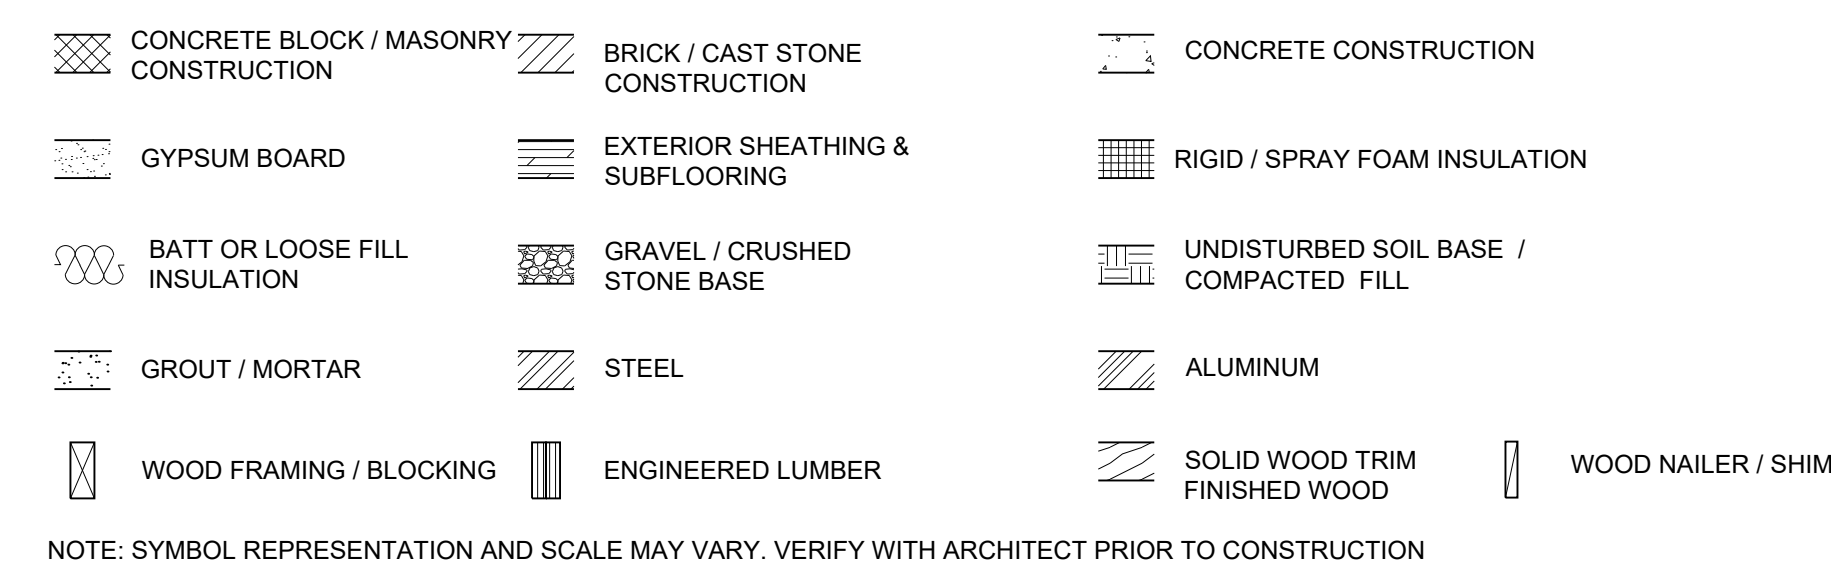 CONCRETE BLOCK / MASONRY
CONSTRUCTION
BRICK / CAST STONE
CONSTRUCTION
CONCRETE CONSTRUCTION
GYPSUM BOARD
EXTERIOR SHEATHING &
SUBFLOORING
RIGID / SPRAY FOAM INSULATION
BATT OR LOOSE FILL
INSULATION
GRAVEL / CRUSHED
STONE BASE
UNDISTURBED SOIL BASE /
COMPACTED FILL
GROUT / MORTAR
STEEL
ALUMINUM
WOOD FRAMING / BLOCKING
ENGINEERED LUMBER
SOLID WOOD TRIM
FINISHED WOOD
WOOD NAILER / SHIM
NOTE: SYMBOL REPRESENTATION AND SCALE MAY VARY. VERIFY WITH ARCHITECT PRIOR TO CONSTRUCTION